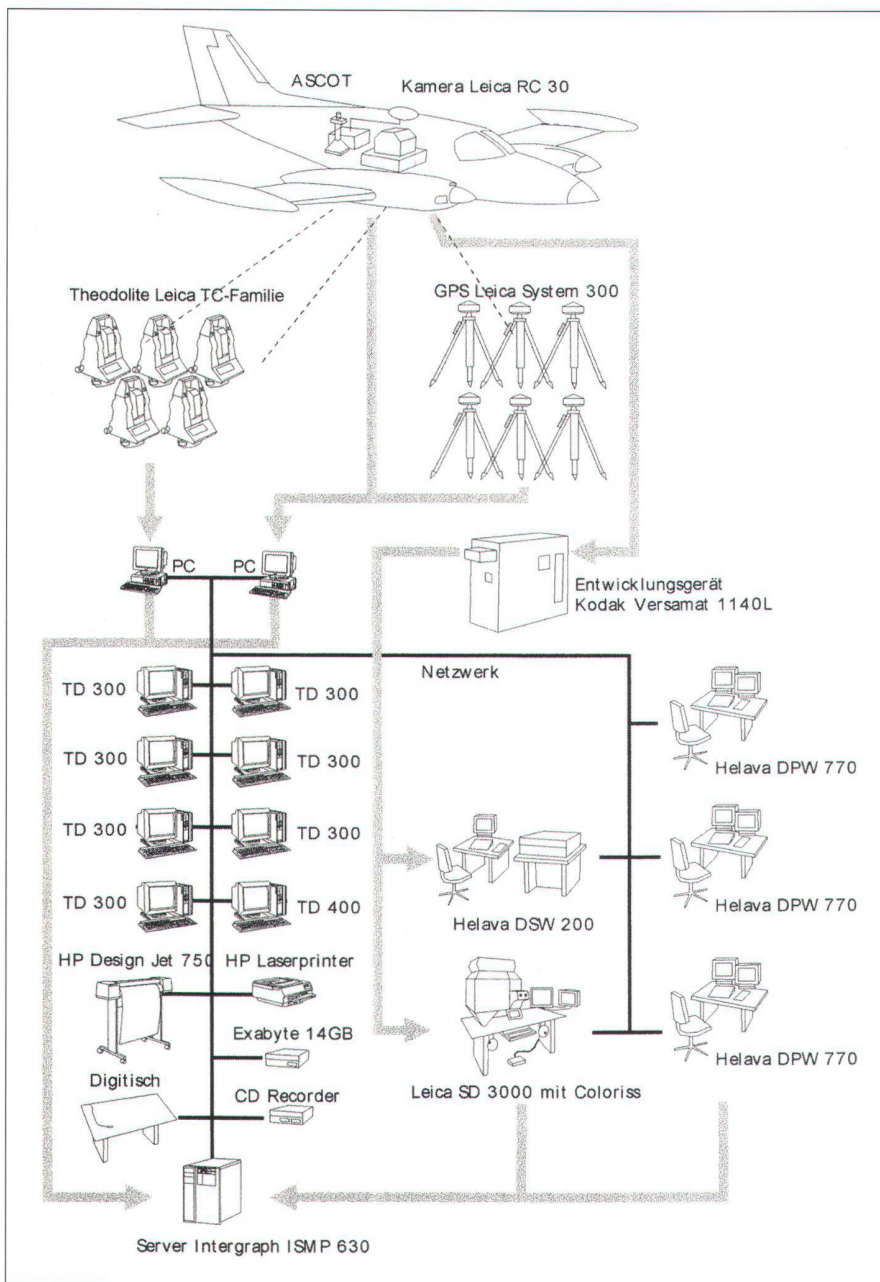 ASCOT
Kamera Leica RC 30
Theodolite Leica TC-Familie
GPS Leica System 300
PC
PC
Entwicklungsgerät
Kodak Versamat 1140L
Netzwerk
TD 300
TD 300
Helava DPW 770
TD 300
TD 300
TD 300
TD 300
Helava DPW 770
TD 300
TD 400
Helava DSW 200
HP Design Jet 750
HP Laserprinter
Exabyte 14GB
Helava DPW 770
Digitisch
CD Recorder
Leica SD 3000 mit Coloriss
Server Intergraph ISMP 630